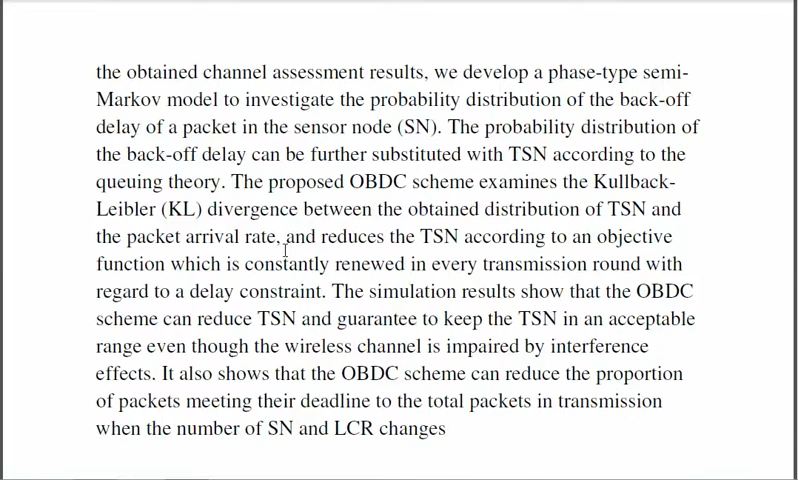 the obtained channel assessment results, we develop a phase-type semi-
Markov model to investigate the probability distribution of the back-off
delay of a packet in the sensor node (SN). The probability distribution of
the back-off delay can be further substituted with TSN according to the
queuing theory. The proposed OBDC scheme examines the Kullback-
Leibler (KL) divergence between the obtained distribution of TSN and
the packet arrival rate, and reduces the TSN according to an objective
function which is constantly renewed in every transmission round with
regard to a delay constraint. The simulation results show that the OBDC
scheme can reduce TSN and guarantee to keep the TSN in an acceptable
range even though the wireless channel is impaired by interference
effects. It also shows that the OBDC scheme can reduce the proportion
of packets meeting their deadline to the total packets in transmission
when the number of SN and LCR changes